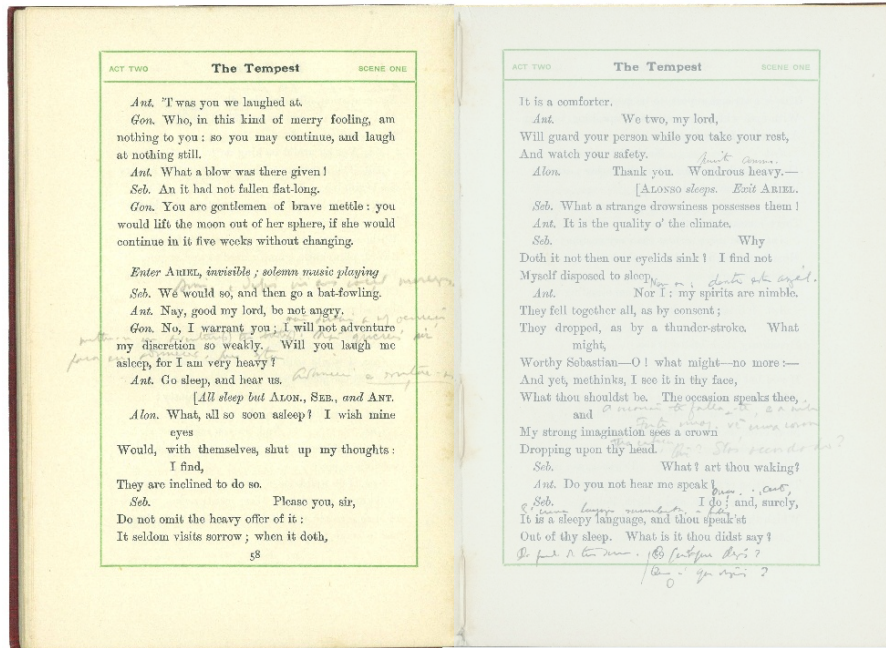 ACT TWO The Tempest SCENE ONE
Ant. 'T was you we laughed at.
Gon. Who, in this kind of merry fooling, am
nothing to you : so you may continue, and laugh
at nothing still.
Ant. What a blow was there given !
Seb. An it had not fallen flat-long.
Gon. You are gentlemen of brave mettle : you
would lift the moon out of her sphere, if she would
continue in it five weeks without changing.
Enter ARIEL, invisible ; solemn music playing
Seb. We would so, and then go a bat-fowling.
Ant. Nay, good my lord, be not angry.
Gon. No, I warrant you ; I will not adventure
my discretion so weakly. Will you laugh me
asleep, for I am very heavy ?
Ant. Go sleep, and hear us.
[All sleep but ALON., SEB., and ANT.
Alon. What, all so soon asleep ? I wish mine
eyes
Would, with themselves, shut up my thoughts :
I find,
They are inclined to do so.
Seb. Please you, sir,
Do not omit the heavy offer of it :
It seldom visits sorrow ; when it doth,
58
ACT TWO The Tempest SCENE ONE
It is a comforter.
Ant. We two, my lord,
Will guard your person while you take your rest,
And watch your safety.
Alon. Thank you. Wondrous heavy.—
[ALONSO sleeps. Exit ARIEL.
Seb. What a strange drowsiness possesses them !
Ant. It is the quality o' the climate.
Seb. Why
Doth it not then our eyelids sink ? I find not
Myself disposed to sleep.
Ant. Nor I : my spirits are nimble.
They fell together all, as by consent ;
They dropped, as by a thunder-stroke. What
might,
Worthy Sebastian—O ! what might—no more :—
And yet, methinks, I see it in thy face,
What thou shouldst be. The occasion speaks thee,
and
My strong imagination sees a crown
Dropping upon thy head.
Seb. What ? art thou waking?
Ant. Do you not hear me speak ?
Seb. I do ; and, surely,
It is a sleepy language, and thou speak'st
Out of thy sleep. What is it thou didst say ?